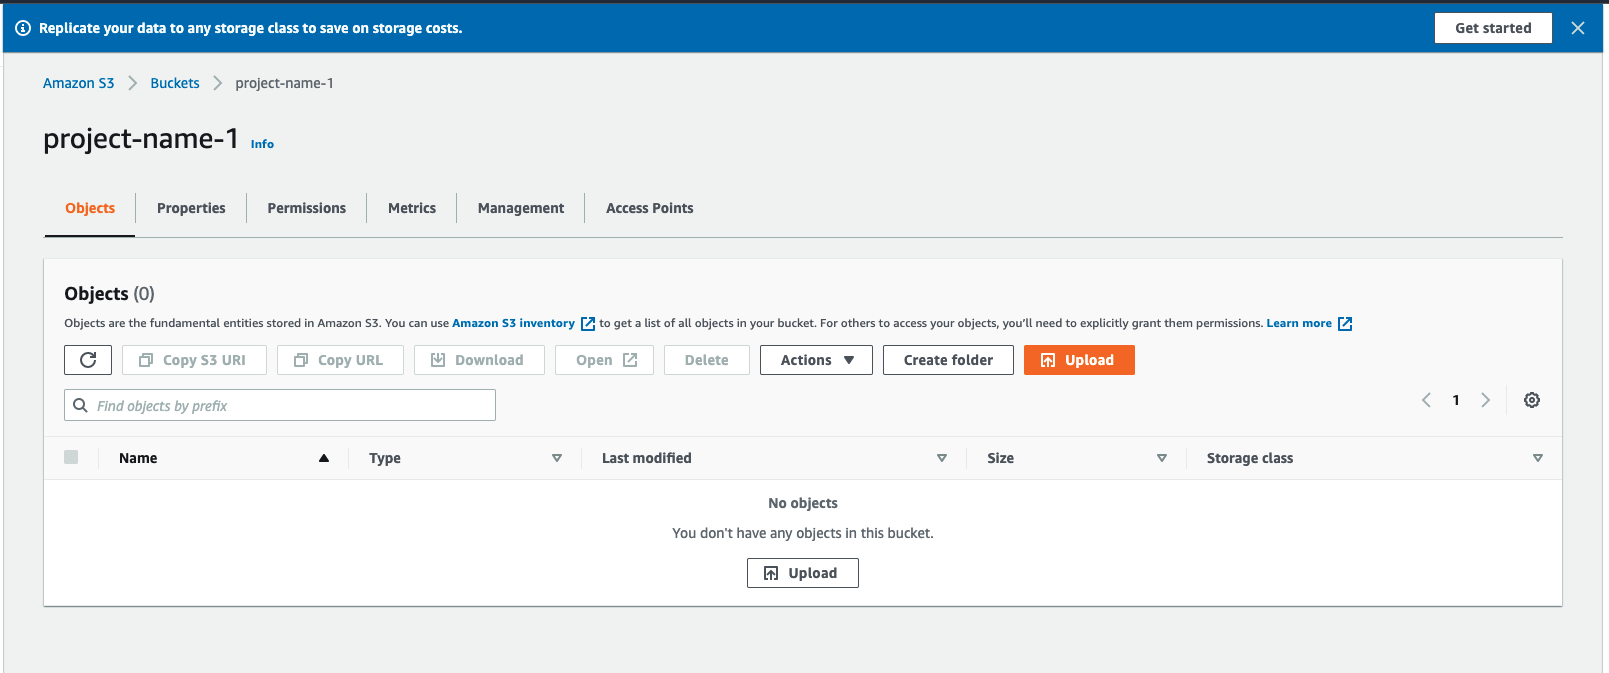 Replicate your data to any storage class to save on storage costs. Get started
Amazon S3 Buckets project-name-1
project-name-1 Info
Objects Properties Permissions Metrics Management Access Points
Objects (0)
Objects are the fundamental entities stored in Amazon S3. You can use Amazon S3 inventory to get a list of all objects in your bucket. For others to access your objects, you'll need to explicitly grant them permissions. Learn more
Copy S3 URI Copy URL Download Open Delete Actions Create folder Upload
Find objects by prefix 1
Name Type Last modified Size Storage class
No objects
You don't have any objects in this bucket.
Upload